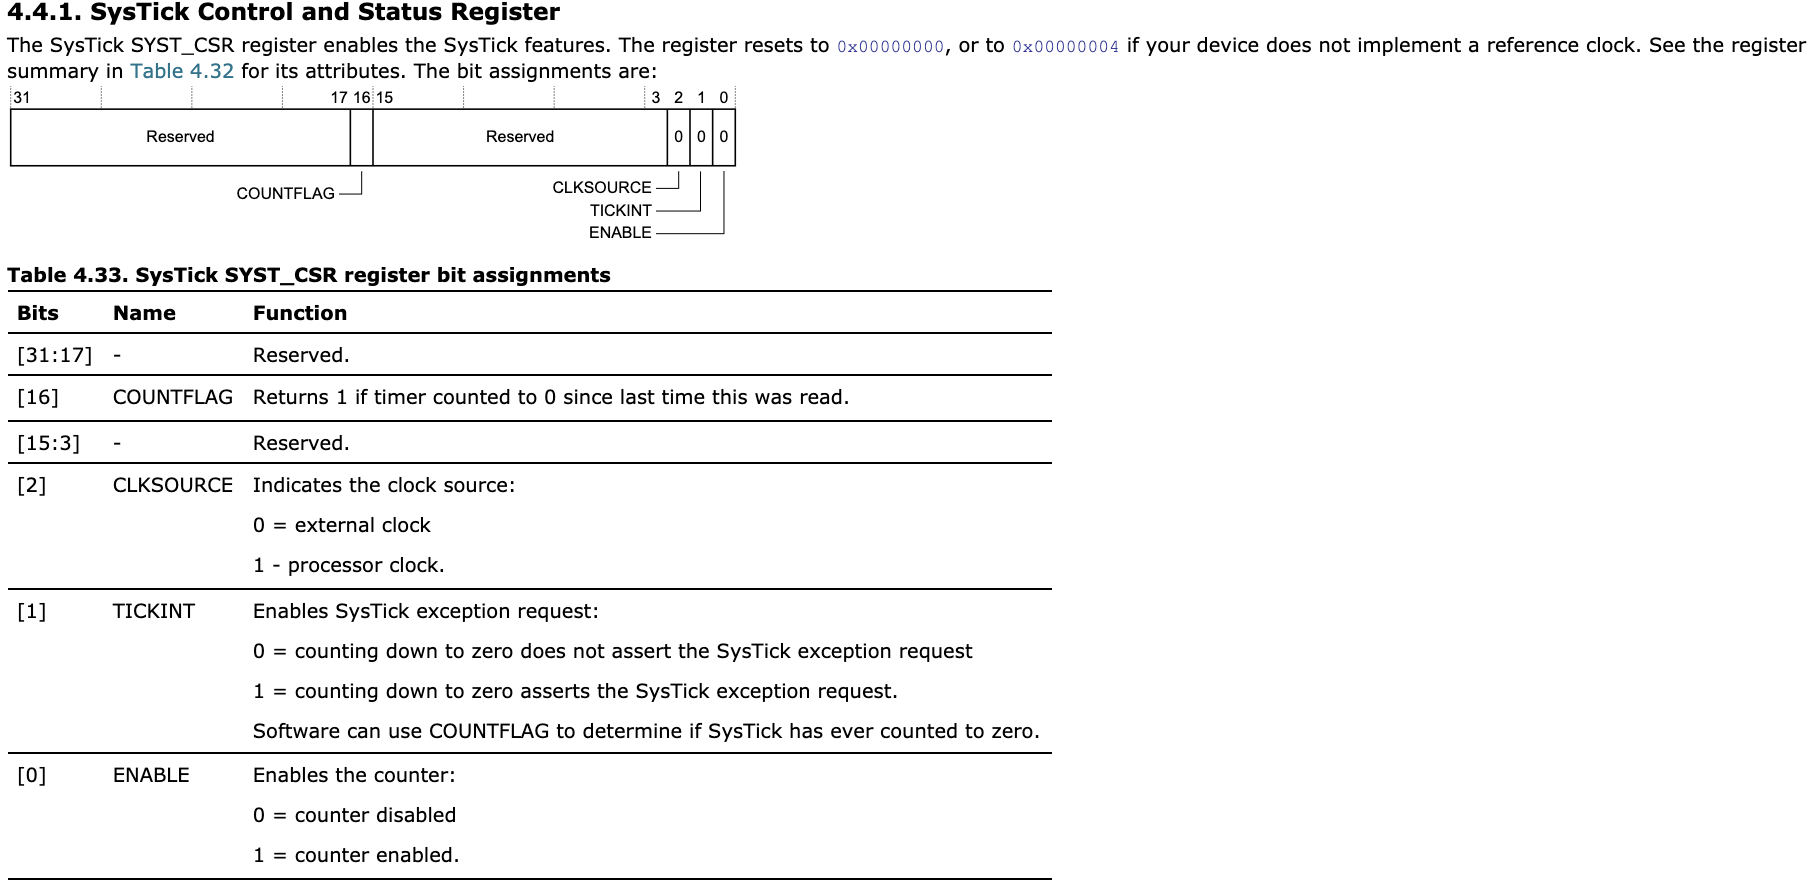 4.4.1. SysTick Control and Status Register
The SysTick SYST_CSR register enables the SysTick features. The register resets to 0x00000000, or to 0x00000004 if your device does not implement a reference clock. See the register
summary in Table 4.32 for its attributes. The bit assignments are:
31 17 16 15 3 2 1 0
Reserved Reserved 0 0 0
COUNTFLAG CLKSOURCE
TICKINT
ENABLE
Table 4.33. SysTick SYST_CSR register bit assignments
Bits Name Function
[31:17] - Reserved.
[16] COUNTFLAG Returns 1 if timer counted to 0 since last time this was read.
[15:3] - Reserved.
[2] CLKSOURCE Indicates the clock source:
0 = external clock
1 - processor clock.
[1] TICKINT Enables SysTick exception request:
0 = counting down to zero does not assert the SysTick exception request
1 = counting down to zero asserts the SysTick exception request.
Software can use COUNTFLAG to determine if SysTick has ever counted to zero.
[0] ENABLE Enables the counter:
0 = counter disabled
1 = counter enabled.